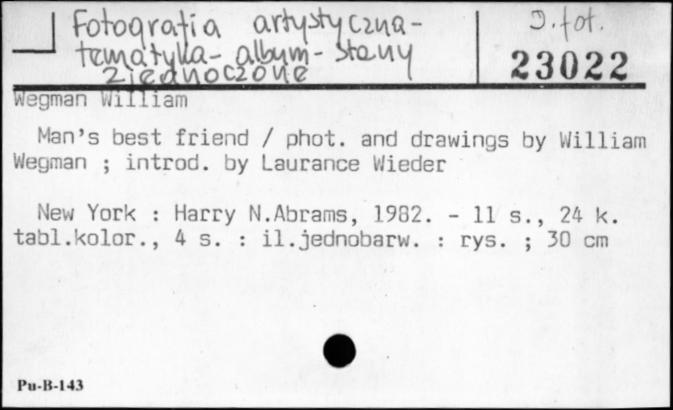 Fotografia artystyczna-
tematyka - album - Stany
Zjednoczone
D. fot.
23022
Wegman William
Man's best friend / phot. and drawings by William
Wegman ; introd. by Laurance Wieder
New York : Harry N.Abrams, 1982. - 11 s., 24 k.
tabl.kolor., 4 s. : il.jednobarw. : rys. ; 30 cm
Pu-B-143